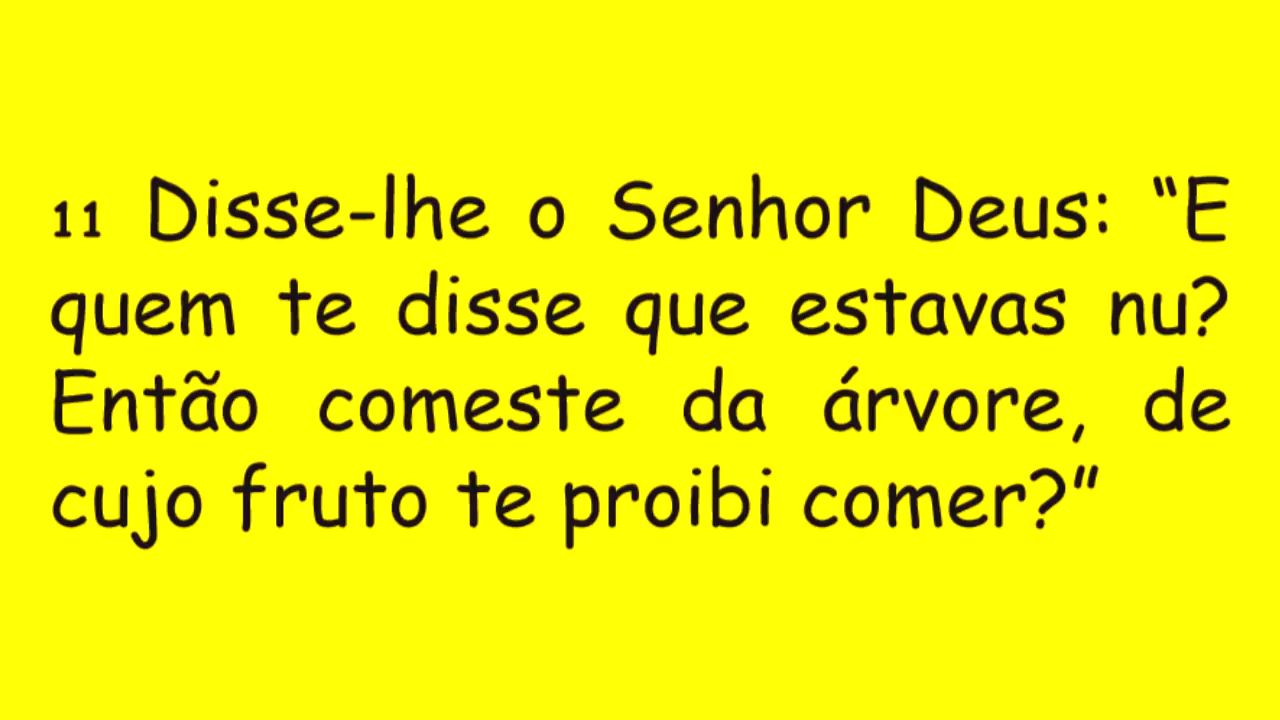 11 Disse-lhe o Senhor Deus: “E
quem te disse que estavas nu?
Então comeste da árvore, de
cujo fruto te proibi comer?”